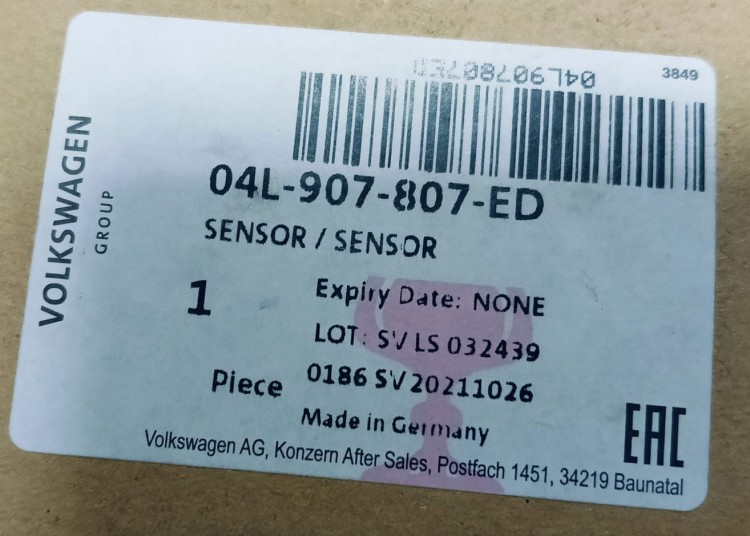 VOLKSWAGEN
GROUP
04L907807ED
3849
04L-907-807-ED
SENSOR / SENSOR
1
Piece
Expiry Date: NONE
LOT: SV LS 032439
0186 SV 20211026
Made in Germany
EAC
Volkswagen AG, Konzern After Sales, Postfach 1451, 34219 Baunatal